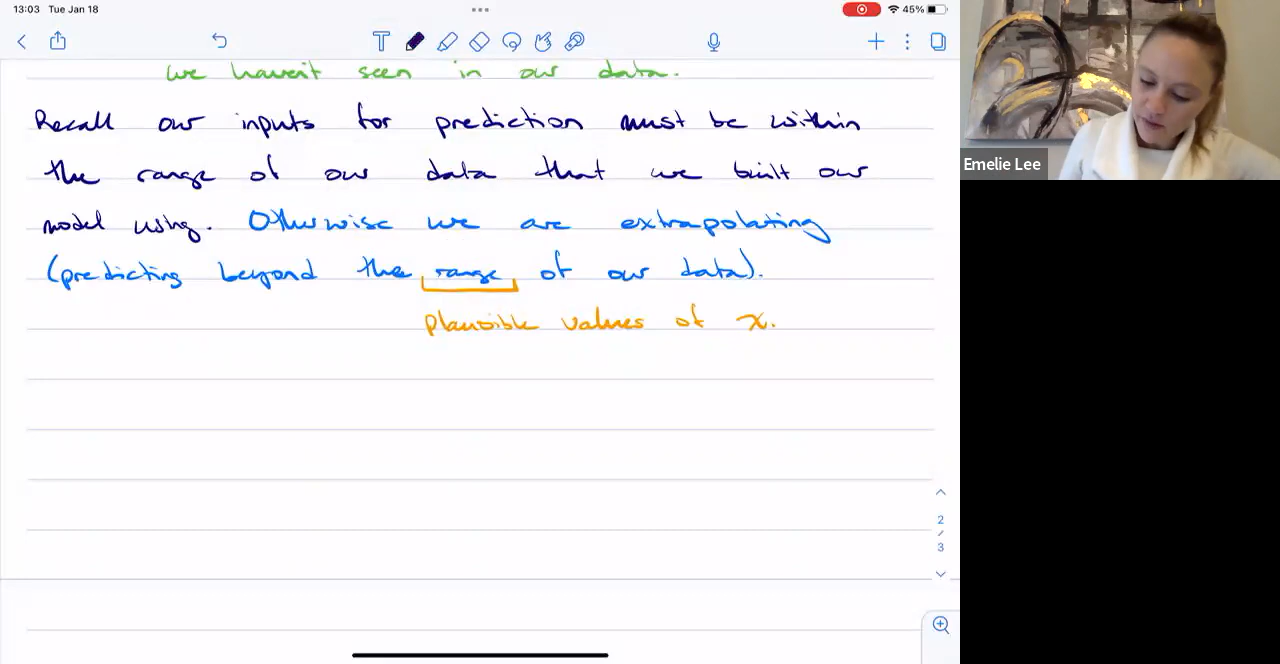 13:03 Tue Jan 18
45%
we haven't seen in our data.
Recall our inputs for prediction must be within
the range of our data that we built our
model using. Otherwise we are extrapolating
(predicting beyond the range of our data).
plausible values of x.
Emelie Lee
2
3